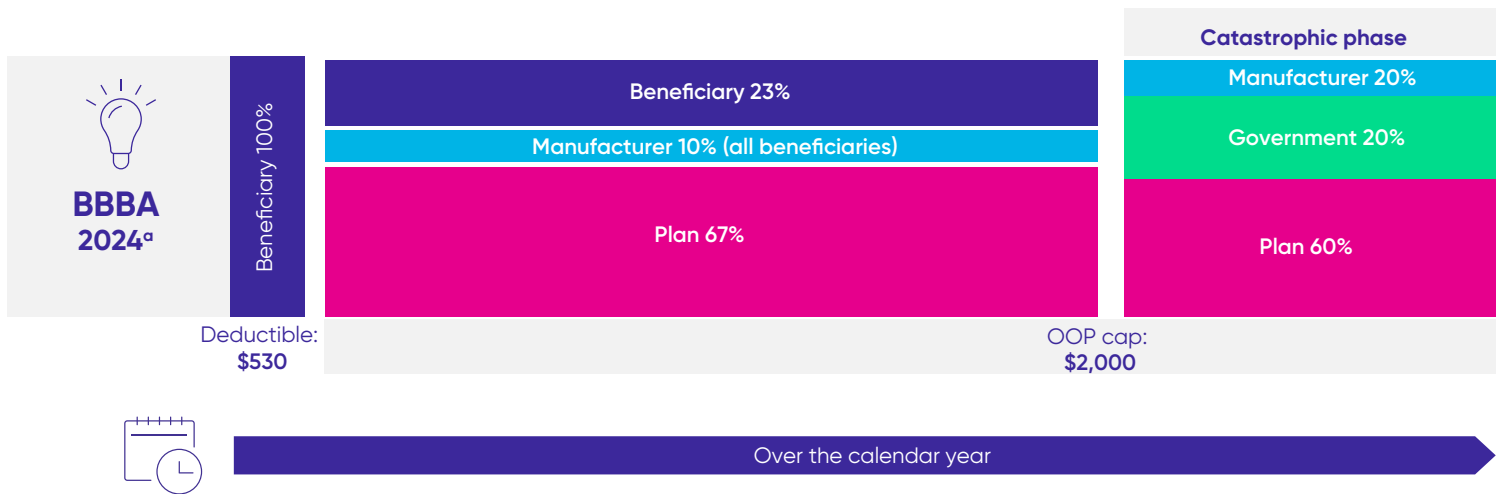 BBBA
2024ᵃ
Beneficiary 100%
Beneficiary 23%
Manufacturer 10% (all beneficiaries)
Plan 67%
Catastrophic phase
Manufacturer 20%
Government 20%
Plan 60%
Deductible:
$530
OOP cap:
$2,000
Over the calendar year